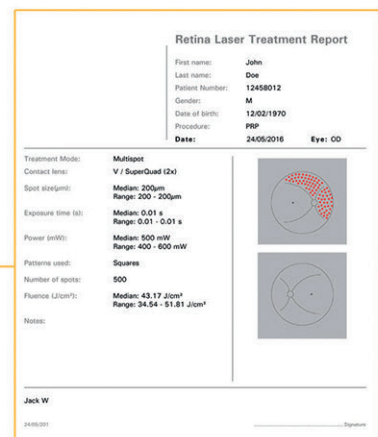 Retina Laser Treatment Report
First name: John
Last name: Doe
Patient Number: 12458012
Gender: M
Date of birth: 12/02/1970
Procedure: PRP
Date: 24/05/2016 Eye: OD
Treatment Mode: Multispot
Contact lens: V / SuperQuad (2x)
Spot size(µm): Median: 200µm
Range: 200 - 200µm
Exposure time (s): Median: 0.01 s
Range: 0.01 - 0.01 s
Power (mW): Median: 500 mW
Range: 400 - 600 mW
Patterns used: Squares
Number of spots: 500
Fluence (J/cm²): Median: 43.17 J/cm²
Range: 34.54 - 51.81 J/cm²
Notes:
Jack W
24/05/201 Signature